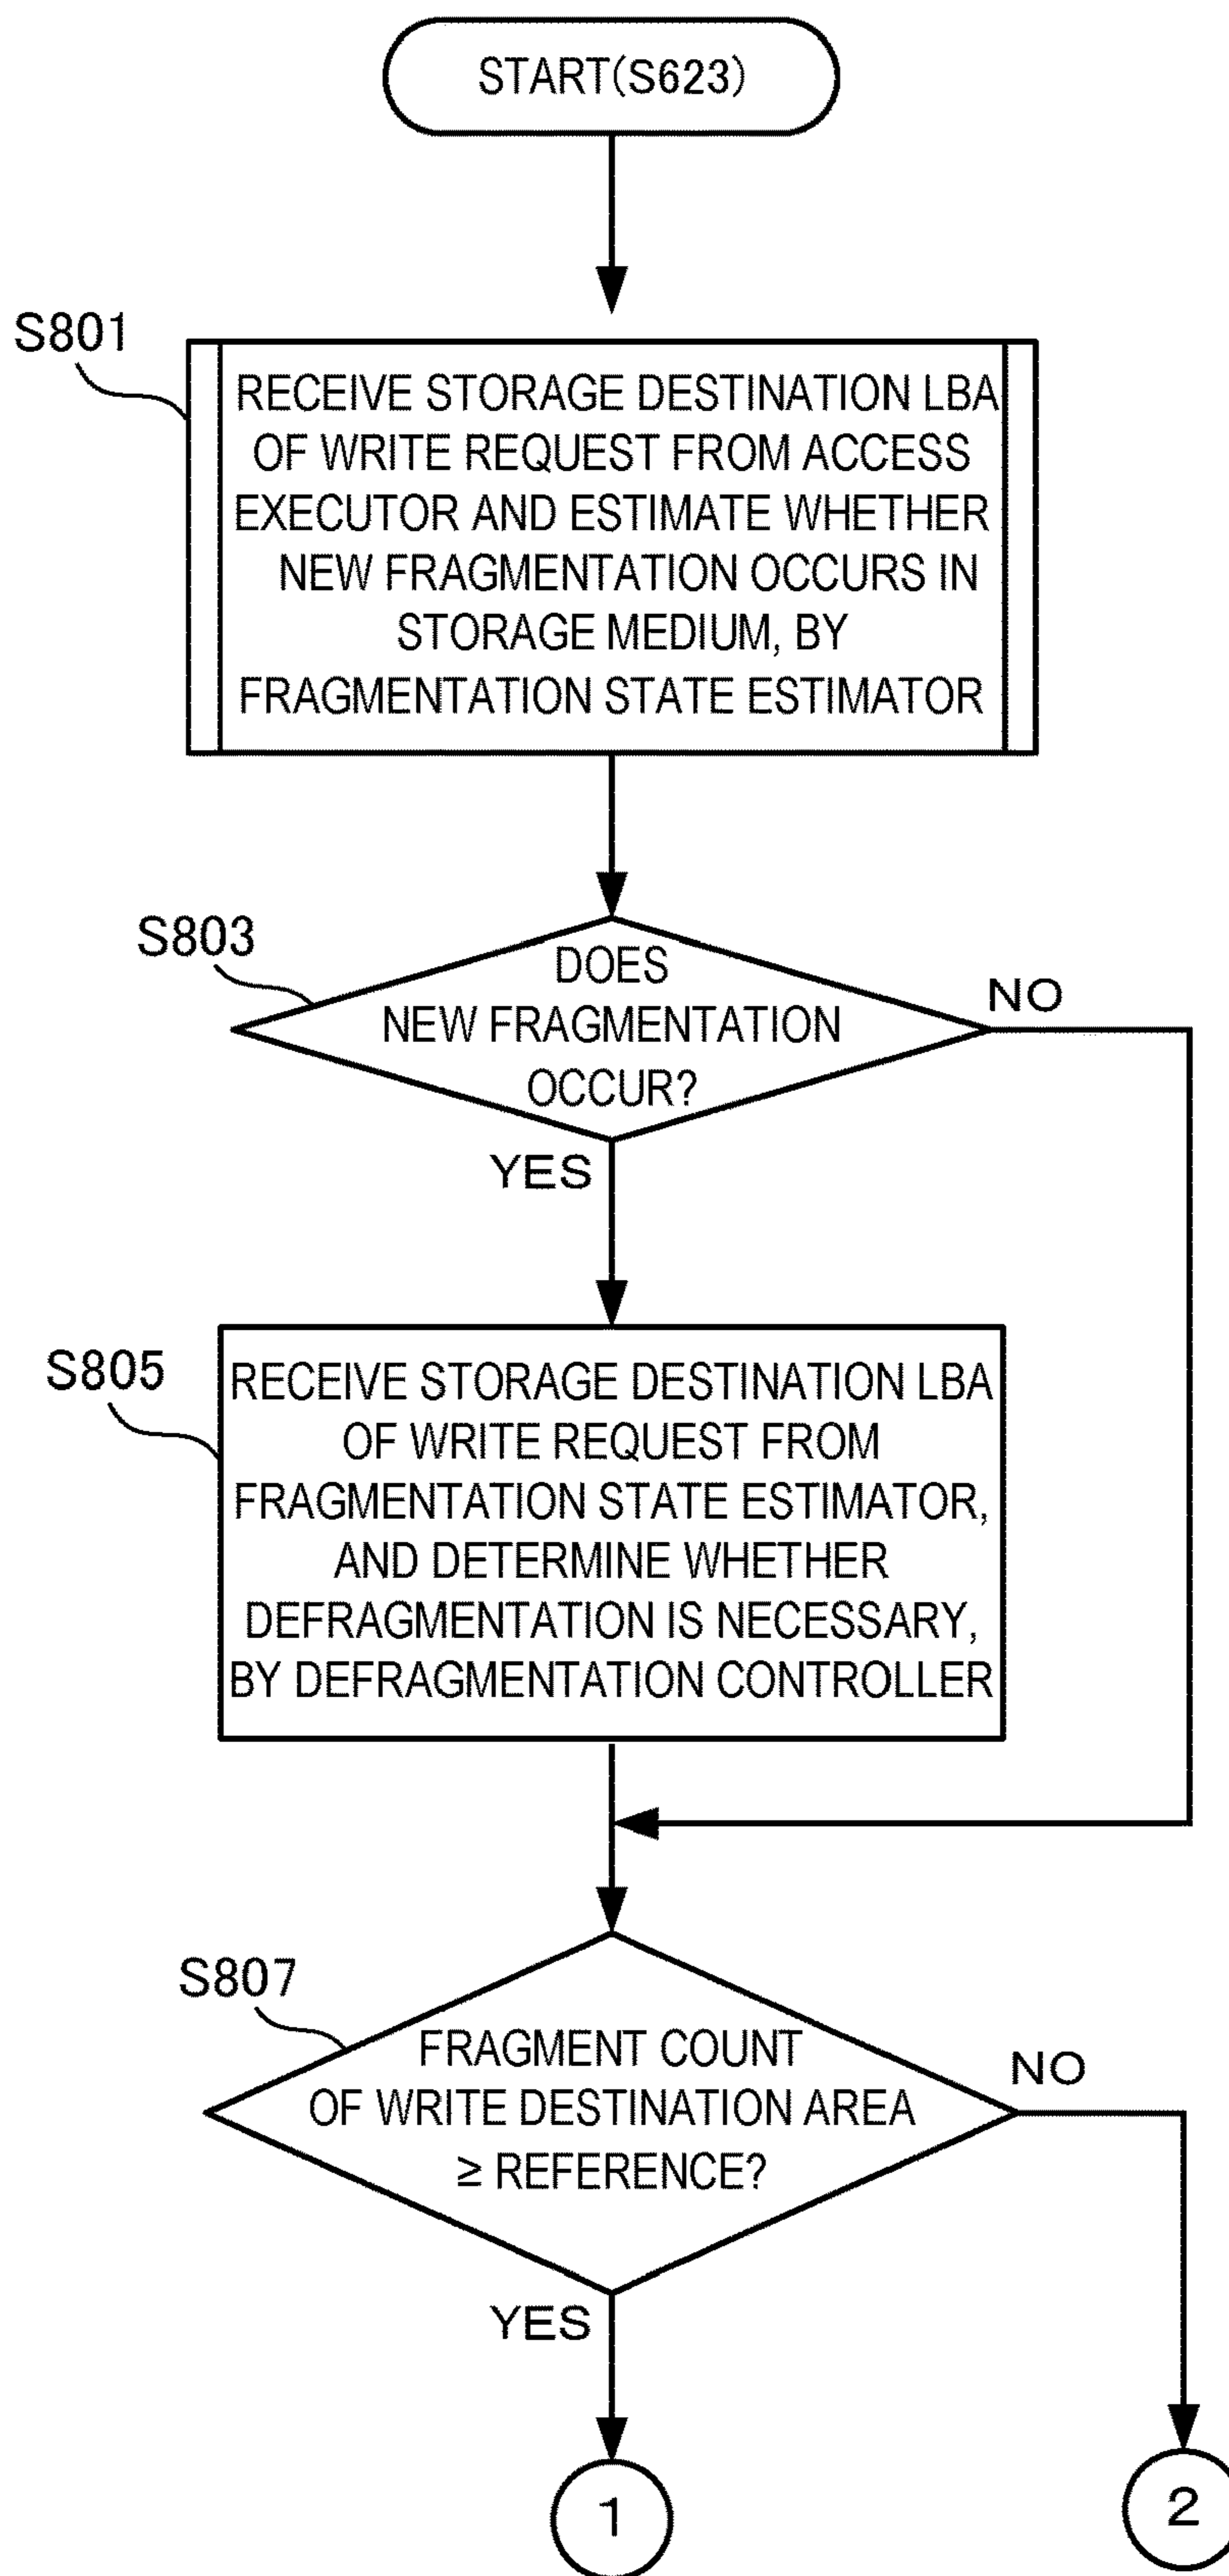 START(S623)
S801
RECEIVE STORAGE DESTINATION LBA
OF WRITE REQUEST FROM ACCESS
EXECUTOR AND ESTIMATE WHETHER
NEW FRAGMENTATION OCCURS IN
STORAGE MEDIUM, BY
FRAGMENTATION STATE ESTIMATOR
S803
DOES
NEW FRAGMENTATION
OCCUR?
NO
YES
S805
RECEIVE STORAGE DESTINATION LBA
OF WRITE REQUEST FROM
FRAGMENTATION STATE ESTIMATOR,
AND DETERMINE WHETHER
DEFRAGMENTATION IS NECESSARY,
BY DEFRAGMENTATION CONTROLLER
S807
FRAGMENT COUNT
OF WRITE DESTINATION AREA
≥ REFERENCE?
NO
YES
1
2